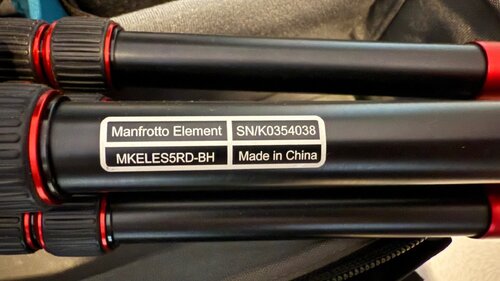 Manfrotto Element SN/K0354038
MKELES5RD-BH Made in China